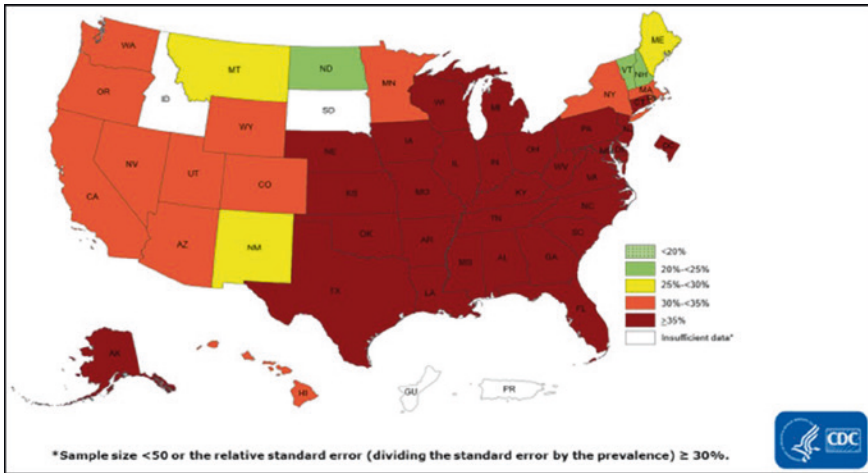 WA
MT
ND
MN
ME
VT
NH
OR
ID
SD
WI
MI
NY
MA
WY
NE
IA
PA
NJ
NV
UT
CO
IL
IN
OH
WV
VA
DC
CA
KS
MO
KY
AZ
NM
OK
AR
TN
NC
SC
TX
LA
MS
AL
GA
FL
<20%
20%-<25%
25%-<30%
30%-<35%
≥35%
Insufficient data*
AK
HI
GU
PR
*Sample size <50 or the relative standard error (dividing the standard error by the prevalence) ≥ 30%.
CDC